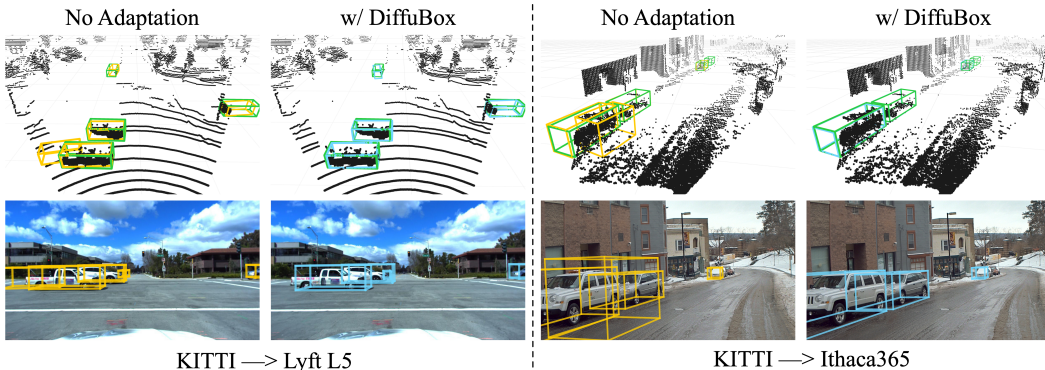 No Adaptation
w/ DiffuBox
No Adaptation
w/ DiffuBox
KITTI —> Lyft L5
KITTI —> Ithaca365